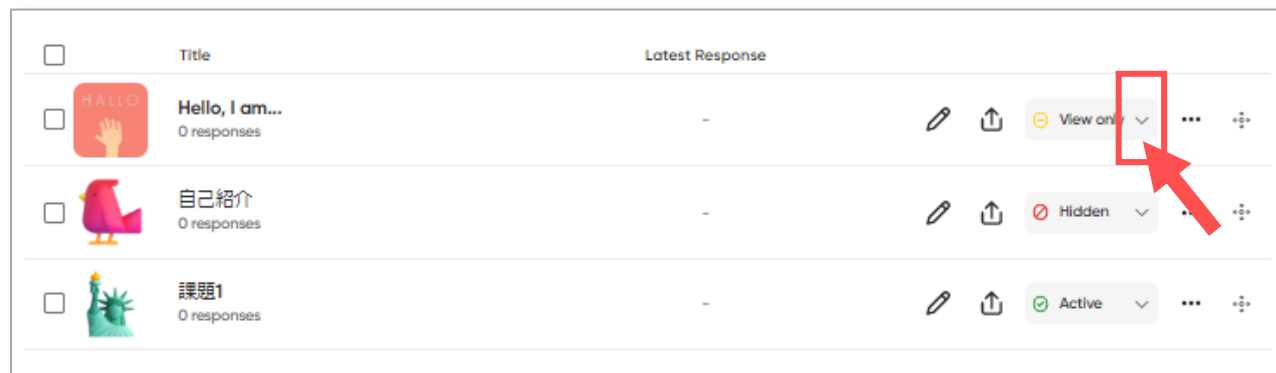 Title Latest Response
HALLO
Hello, I am...
0 responses
-
View only
自己紹介
0 responses
-
Hidden
課題1
0 responses
-
Active